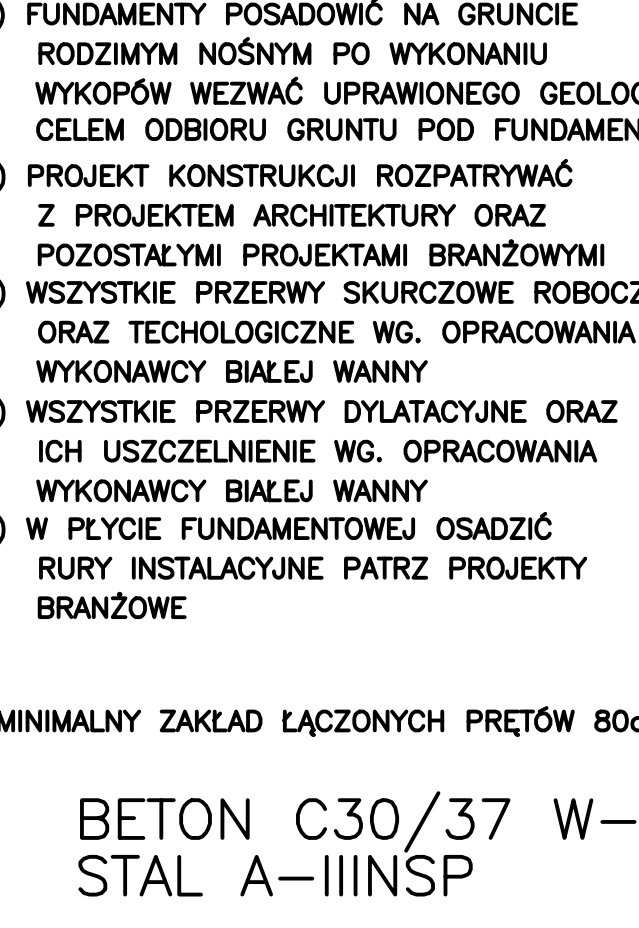 ) FUNDAMENTY POSADOWIĆ NA GRUNCIE
RODZIMYM NOŚNYM PO WYKONANIU
WYKOPÓW WEZWAĆ UPRAWIONEGO
CELEM ODBIORU GRUNTU POD
) PROJEKT KONSTRUKCJI ROZPATRYWAĆ
Z PROJEKTEM ARCHITEKTURY ORAZ
POZOSTAŁYMI PROJEKTAMI BRANŻOWYMI
) WSZYSTKIE PRZERWY SKURCZOWE
ORAZ TECHOLOGICZNE WG. OPRACOWANIA
WYKONAWCY BIAŁEJ WANNY
) WSZYSTKIE PRZERWY DYLATACYJNE ORAZ
ICH USZCZELNIENIE WG. OPRACOWANIA
WYKONAWCY BIAŁEJ WANNY
) W PŁYCIE FUNDAMENTOWEJ OSADZIĆ
RURY INSTALACYJNE PATRZ PROJEKTY
BRANŻOWE
MINIMALNY ZAKŁAD ŁĄCZONYCH PRĘTÓW
BETON C30/37 W-
STAL A-IIINSP